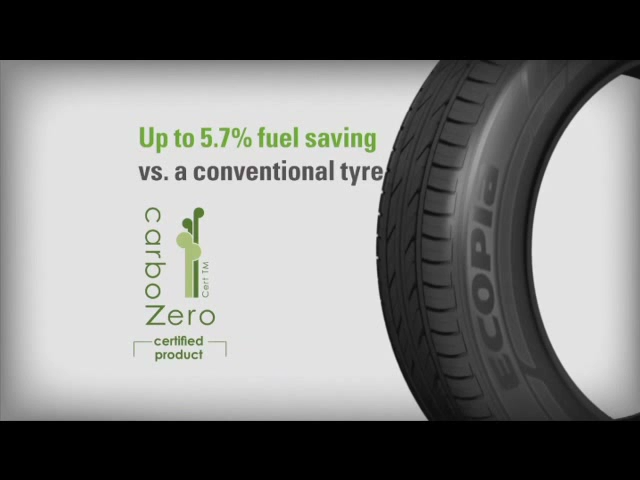 Up to 5.7% fuel saving
vs. a conventional tyre
carboZero
Cert TM
certified
product
ECOPIa